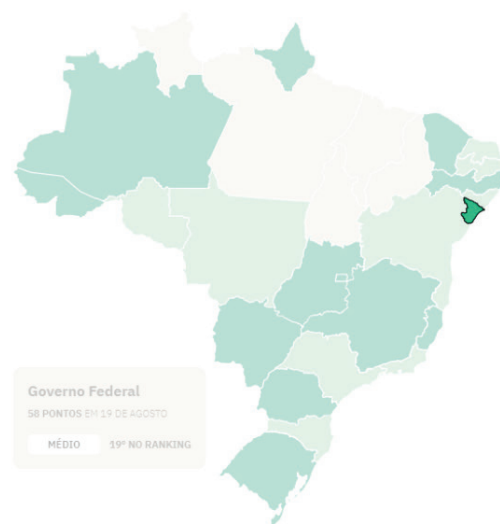 Governo Federal
58 PONTOS EM 19 DE AGOSTO
MÉDIO 19º NO RANKING